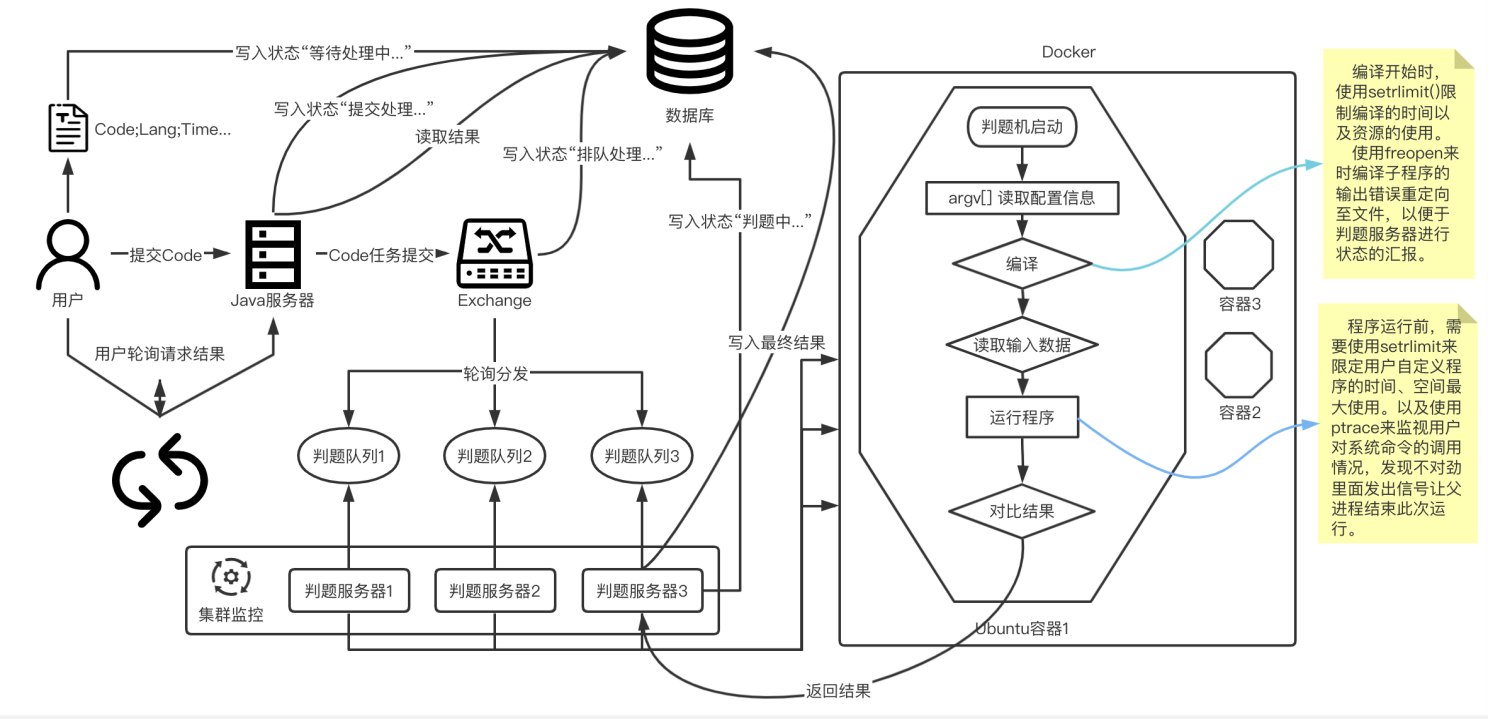 写入状态“等待处理中...”
Docker
Code;Lang;Time...
写入状态“提交处理...”
数据库
读取结果
写入状态“排队处理...”
写入状态“判题中...”
提交Code
Code任务提交
用户
Java服务器
Exchange
用户轮询请求结果
写入最终结果
轮询分发
判题队列1
判题队列2
判题队列3
集群监控
判题服务器1
判题服务器2
判题服务器3
返回结果
判题机启动
argv[] 读取配置信息
编译
读取输入数据
运行程序
对比结果
Ubuntu容器1
容器3
容器2
编译开始时，
使用setrlimit()限
制编译的时间以
及资源的使用。
使用freopen来
时编译子程序的
输出错误重定向
至文件，以便于
判题服务器进行
状态的汇报。
程序运行前，需
要使用setrlimit来
限定用户自定义程
序的时间、空间最
大使用。以及使用
ptrace来监视用户
对系统命令的调用
情况，发现不对劲
里面发出信号让父
进程结束此次运
行。